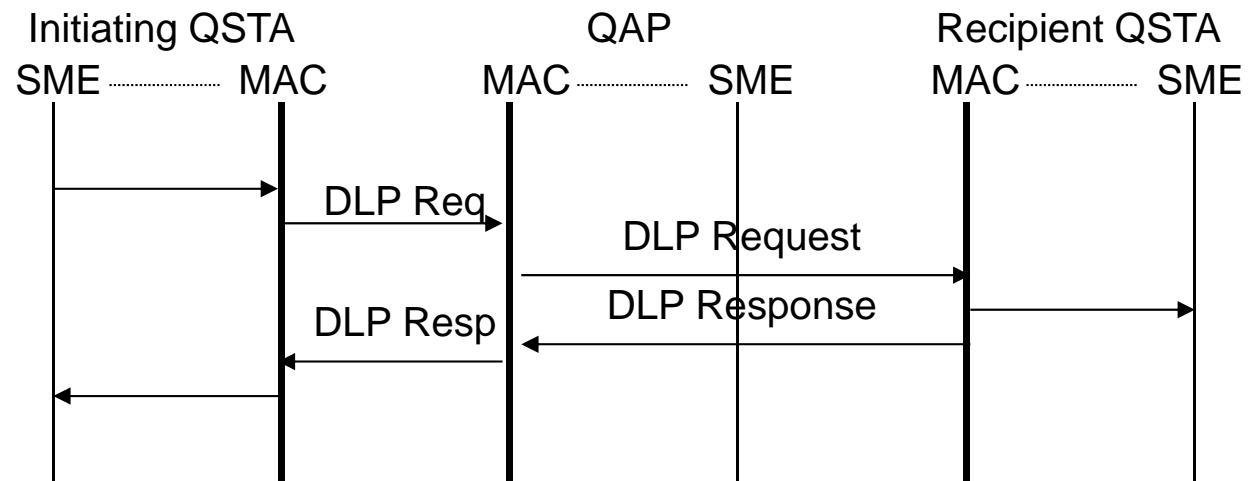 Initiating QSTA QAP Recipient QSTA
SME MAC MAC SME MAC SME
DLP Req
DLP Request
DLP Response
DLP Resp